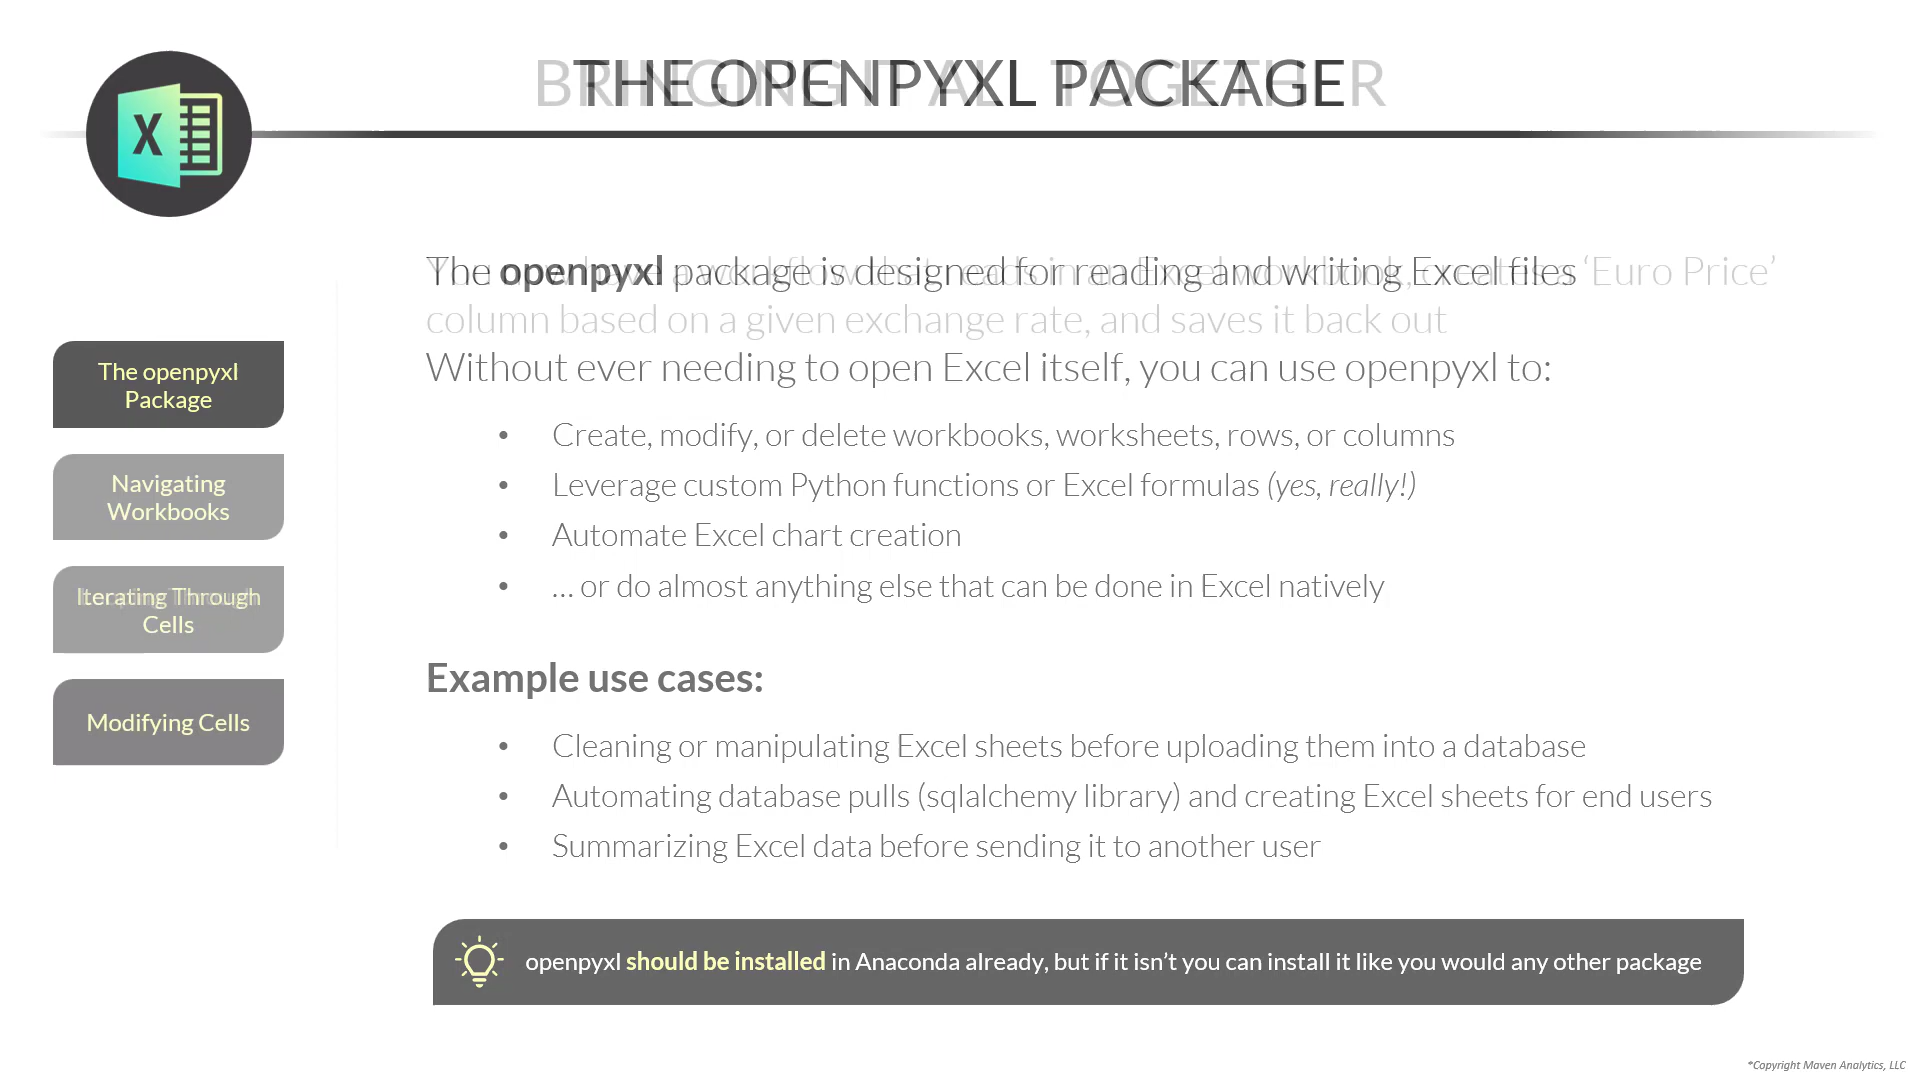 THE OPENPYXL PACKAGE
BRINGING IT ALL TOGETHER
X
The openpyxl package is designed for reading and writing Excel files
creates a ‘Euro Price’
column based on a given exchange rate, and saves it back out
Without ever needing to open Excel itself, you can use openpyxl to:
• Create, modify, or delete workbooks, worksheets, rows, or columns
• Leverage custom Python functions or Excel formulas (yes, really!)
• Automate Excel chart creation
• … or do almost anything else that can be done in Excel natively
Example use cases:
• Cleaning or manipulating Excel sheets before uploading them into a database
• Automating database pulls (sqlalchemy library) and creating Excel sheets for end users
• Summarizing Excel data before sending it to another user
openpyxl should be installed in Anaconda already, but if it isn’t you can install it like you would any other package
The openpyxl
Package
Navigating
Workbooks
Iterating Through
Cells
Modifying Cells
*Copyright Maven Analytics, LLC